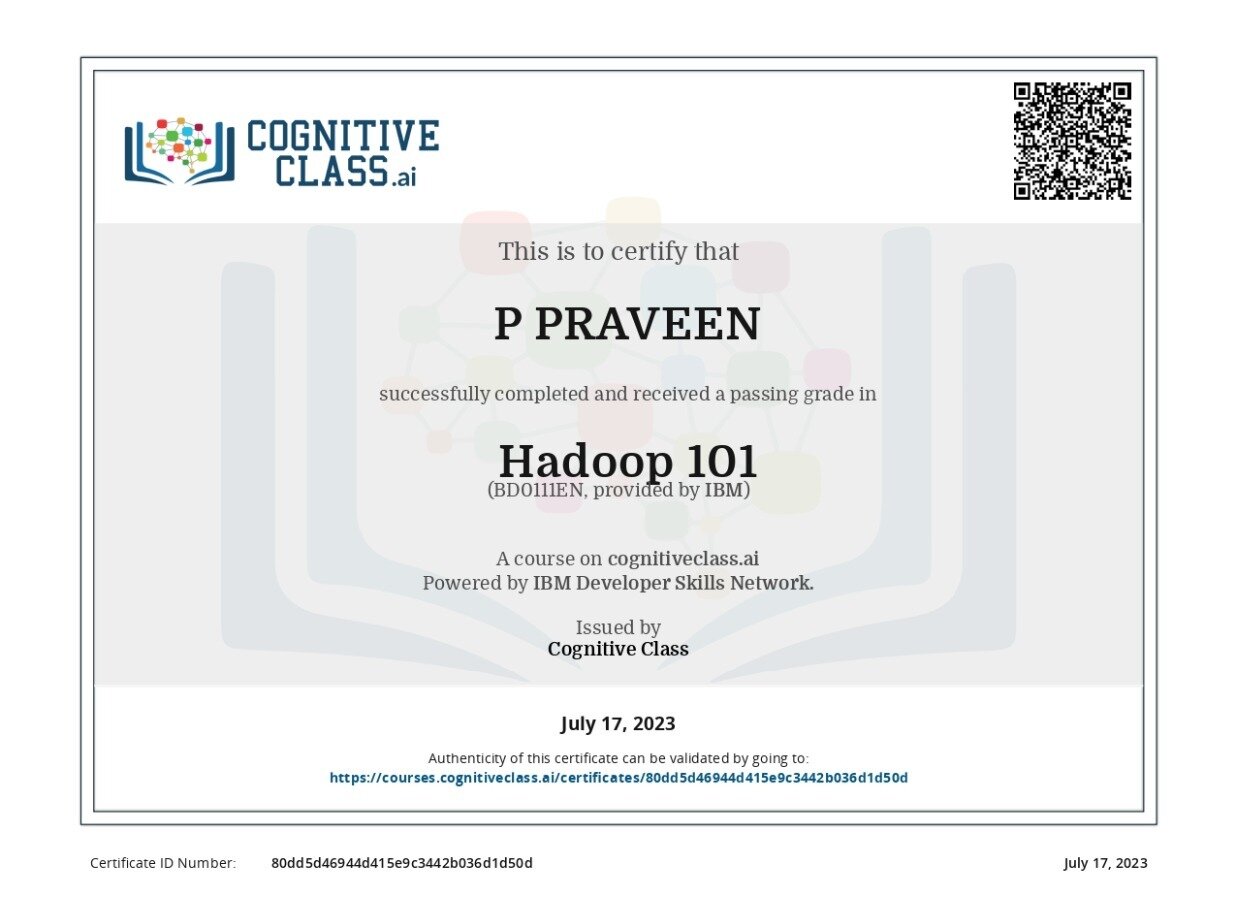 COGNITIVE
CLASS.ai
This is to certify that
P PRAVEEN
successfully completed and received a passing grade in
Hadoop 101
(BD0111EN, provided by IBM)
A course on cognitiveclass.ai
Powered by IBM Developer Skills Network.
Issued by
Cognitive Class
July 17, 2023
Authenticity of this certificate can be validated by going to:
https://courses.cognitiveclass.ai/certificates/80dd5d46944d415e9c3442b036d1d50d
Certificate ID Number: 80dd5d46944d415e9c3442b036d1d50d July 17, 2023